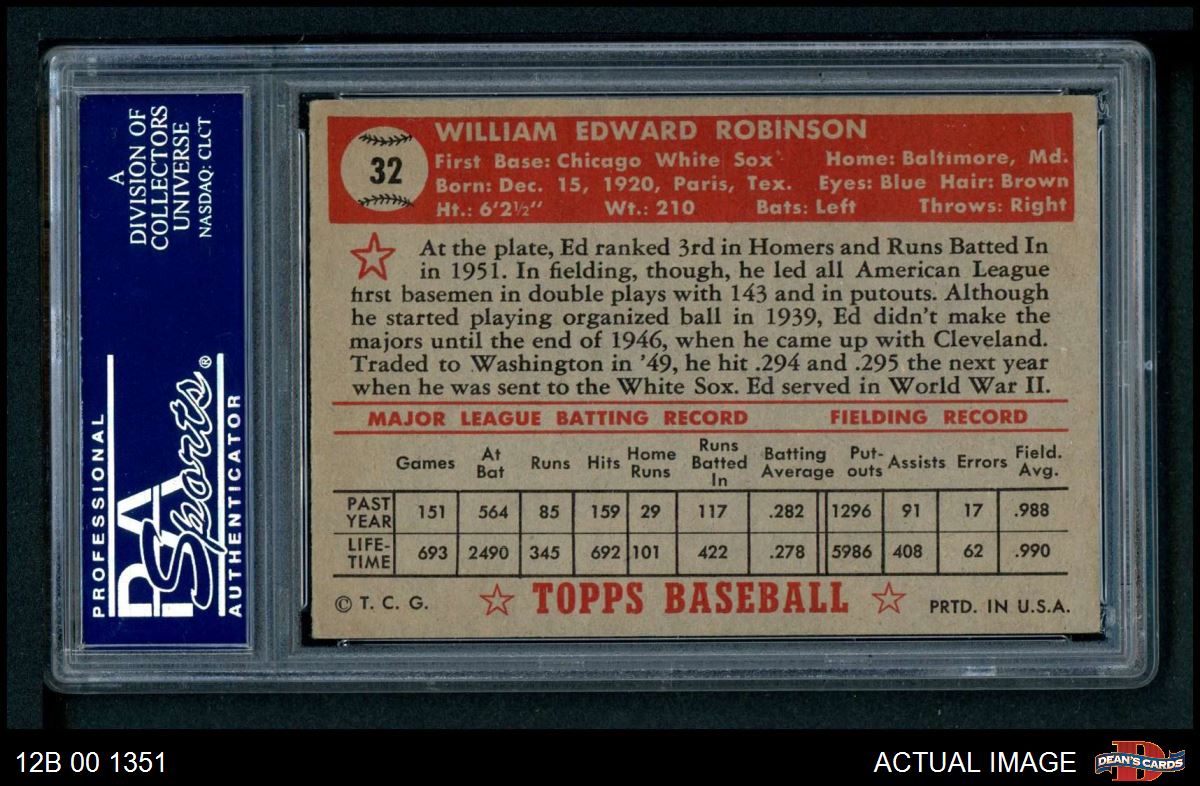 A
DIVISION OF
COLLECTORS
UNIVERSE
NASDAQ: CLCT
PROFESSIONAL
PSA
Sports®
AUTHENTICATOR
32
WILLIAM EDWARD ROBINSON
First Base: Chicago White Sox Home: Baltimore, Md.
Born: Dec. 15, 1920, Paris, Tex. Eyes: Blue Hair: Brown
Ht.: 6'2½" Wt.: 210 Bats: Left Throws: Right
At the plate, Ed ranked 3rd in Homers and Runs Batted In
in 1951. In fielding, though, he led all American League
first basemen in double plays with 143 and in putouts. Although
he started playing organized ball in 1939, Ed didn't make the
majors until the end of 1946, when he came up with Cleveland.
Traded to Washington in '49, he hit .294 and .295 the next year
when he was sent to the White Sox. Ed served in World War II.
MAJOR LEAGUE BATTING RECORD FIELDING RECORD
Games At Bat Runs Hits Home Runs Runs Batted In Batting Average Put-outs Assists Errors Field. Avg.
PAST YEAR 151 564 85 159 29 117 .282 1296 91 17 .988
LIFE-TIME 693 2490 345 692 101 422 .278 5986 408 62 .990
© T. C. G. TOPPS BASEBALL PRTD. IN U.S.A.
12B 00 1351 ACTUAL IMAGE DEAN'S CARDS